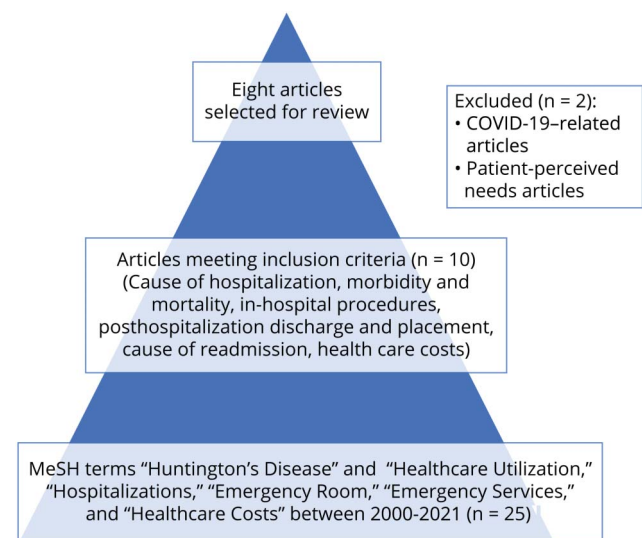 Eight articles
selected for review
Excluded (n = 2):
• COVID-19–related
articles
• Patient-perceived
needs articles
Articles meeting inclusion criteria (n = 10)
(Cause of hospitalization, morbidity and
mortality, in-hospital procedures,
posthospitalization discharge and placement,
cause of readmission, health care costs)
MeSH terms “Huntington’s Disease” and “Healthcare Utilization,”
“Hospitalizations,” “Emergency Room,” “Emergency Services,”
and “Healthcare Costs” between 2000-2021 (n = 25)